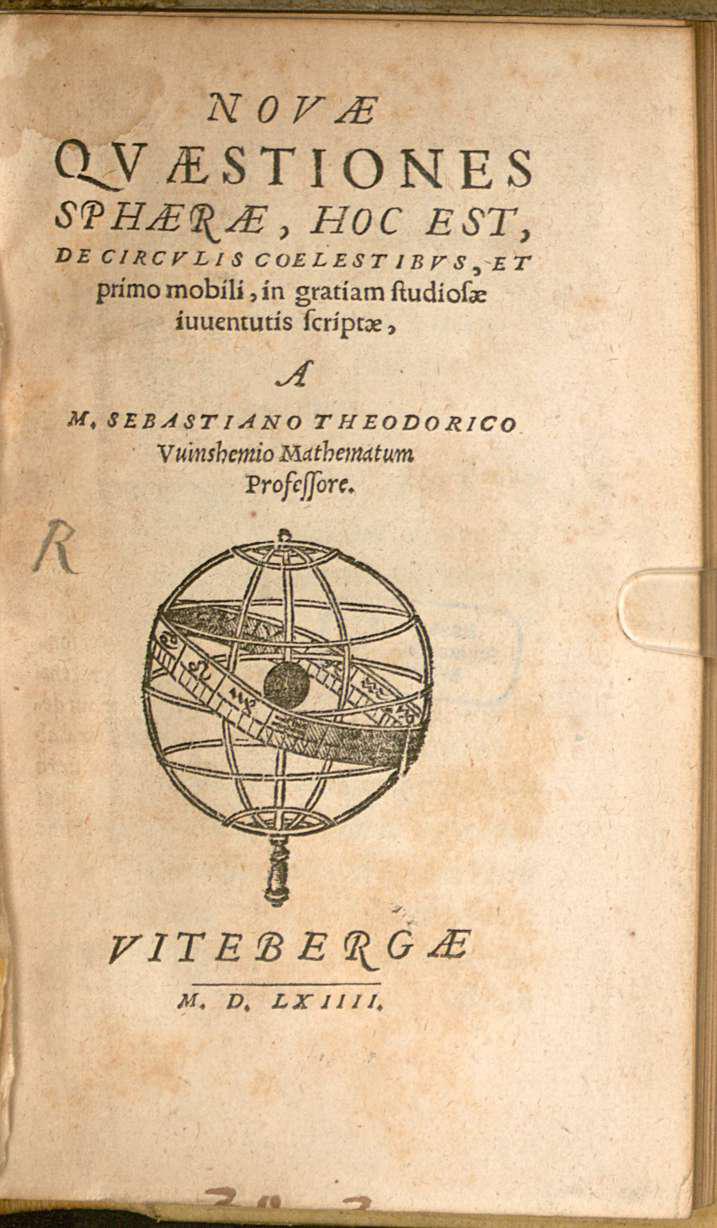 NOVÆ
QVÆSTIONES
SPHÆRÆ, HOC EST,
DE CIRCVLIS COELESTIBVS, ET
primo mobili, in gratiam ſtudioſæ
iuuentutis ſcriptæ,
A
M. SEBASTIANO THEODORICO
Vuinshemio Mathematum
Profeſſore.
R
VITEBERGÆ
M. D. LXIIII.